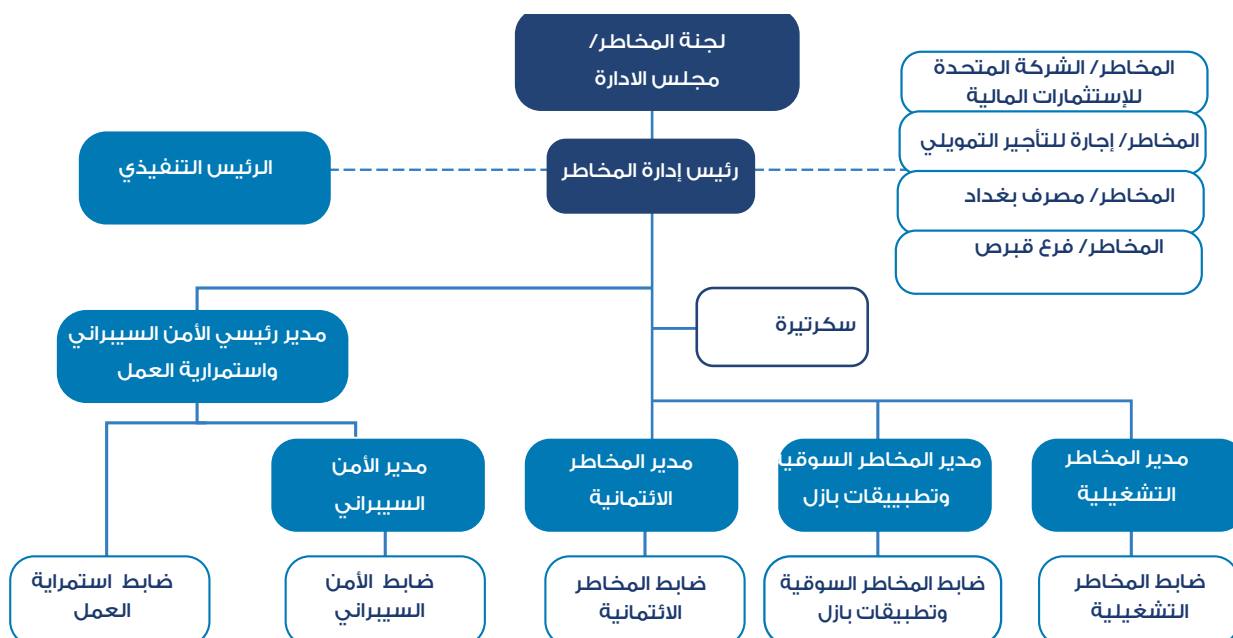 لجنة المخاطر/
مجلس الادارة
المخاطر/ الشركة المتحدة
للإستثمارات المالية
المخاطر/ إجارة للتأجير التمويلي
المخاطر/ مصرف بغداد
المخاطر/ فرع قبرص
رئيس إدارة المخاطر
الرئيس التنفيذي
سكرتيرة
مدير رئيسي الأمن السيبراني
واستمرارية العمل
مدير المخاطر
التشغيلية
مدير المخاطر السوقية
وتطبييقات بازل
مدير المخاطر
الائتمانية
مدير الأمن
السيبراني
ضابط المخاطر
التشغيلية
ضابط المخاطر السوقية
وتطبيقات بازل
ضابط المخاطر
الائتمانية
ضابط الأمن
السيبراني
ضابط استمراية
العمل